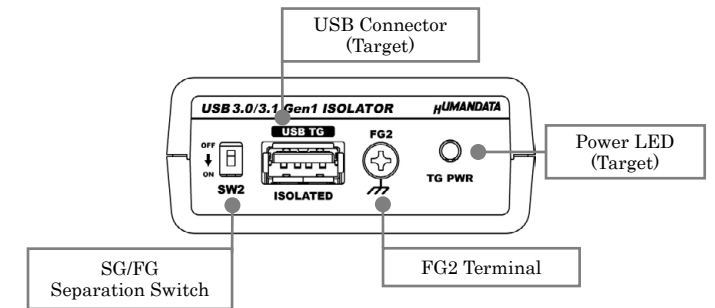 USB Connector
(Target)
USB 3.0/3.1 Gen1 ISOLATOR
HUMANDATA
USB TG
FG2
OFF
ON
SW2
ISOLATED
TG PWR
Power LED
(Target)
SG/FG
Separation Switch
FG2 Terminal